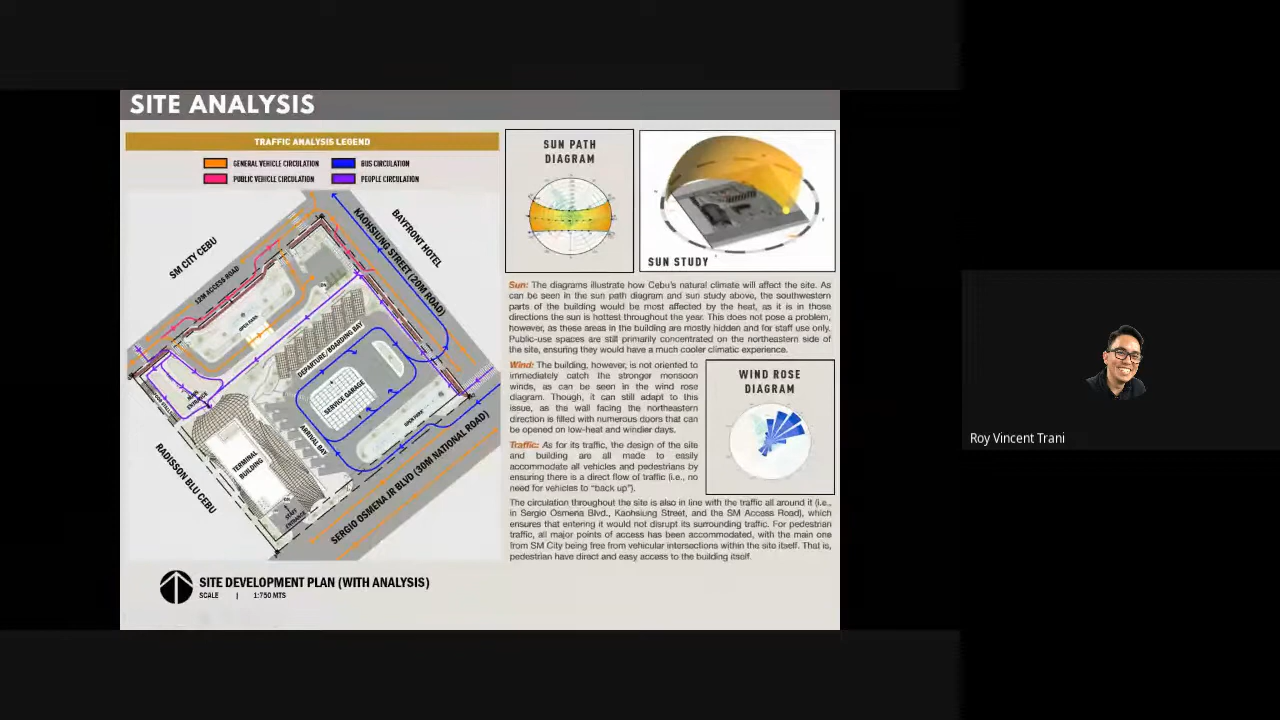 SITE ANALYSIS
TRAFFIC ANALYSIS LEGEND
GENERAL VEHICLE CIRCULATION
BUS CIRCULATION
PUBLIC VEHICLE CIRCULATION
PEOPLE CIRCULATION
SM CITY CEBU
12M ACCESS ROAD
KAOHSIUNG STREET (20M ROAD)
BAYFRONT HOTEL
OPEN PARK
DEPARTURE/BOARDING BAY
SERVICE GARAGE
OPEN PARK
MAIN
ENTRANCE
ARRIVAL BAY
TERMINAL
BUILDING
STAFF
ENTRANCE
RADISSON BLU CEBU
SERGIO OSMENA JR BLVD (30M NATIONAL ROAD)
SITE DEVELOPMENT PLAN (WITH ANALYSIS)
SCALE | 1:750 MTS
SUN PATH
DIAGRAM
SUN STUDY
Sun: The diagrams illustrate how Cebu's natural climate will affect the site. As
can be seen in the sun path diagram and sun study above, the southwestern
parts of the building would be most affected by the heat, as it is in those
directions the sun is hottest throughout the year. This does not pose a problem,
however, as these areas in the building are mostly hidden and for staff use only.
Public-use spaces are still primarily concentrated on the northeastern side of
the site, ensuring they would have a much cooler climatic experience.
Wind: The building, however, is not oriented to
immediately catch the stronger monsoon
winds, as can be seen in the wind rose
diagram. Though, it can still adapt to this
issue, as the wall facing the northeastern
direction is filled with numerous doors that can
be opened on low-heat and windier days.
WIND ROSE
DIAGRAM
Traffic: As for its traffic, the design of the site
and building are all made to easily
accommodate all vehicles and pedestrians by
ensuring there is a direct flow of traffic (i.e., no
need for vehicles to "back up").
The circulation throughout the site is also in line with the traffic all around it (i.e.,
in Sergio Osmena Blvd., Kaohsiung Street, and the SM Access Road), which
ensures that entering it would not disrupt its surrounding traffic. For pedestrian
traffic, all major points of access has been accommodated, with the main one
from SM City being free from vehicular intersections within the site itself. That is,
pedestrian have direct and easy access to the building itself.
Roy Vincent Trani